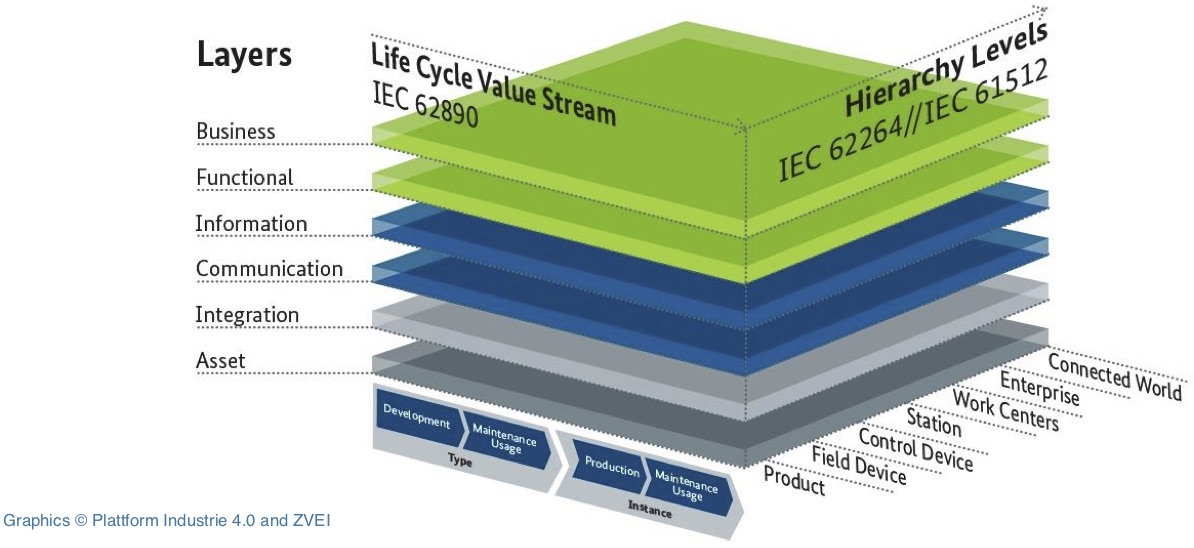 Layers
Life Cycle Value Stream
IEC 62890
Hierarchy Levels
IEC 62264//IEC 61512
Business
Functional
Information
Communication
Integration
Asset
Development
Maintenance
Usage
Type
Production
Maintenance
Usage
Instance
Connected World
Enterprise
Work Centers
Station
Control Device
Field Device
Product
Graphics © Plattform Industrie 4.0 and ZVEI